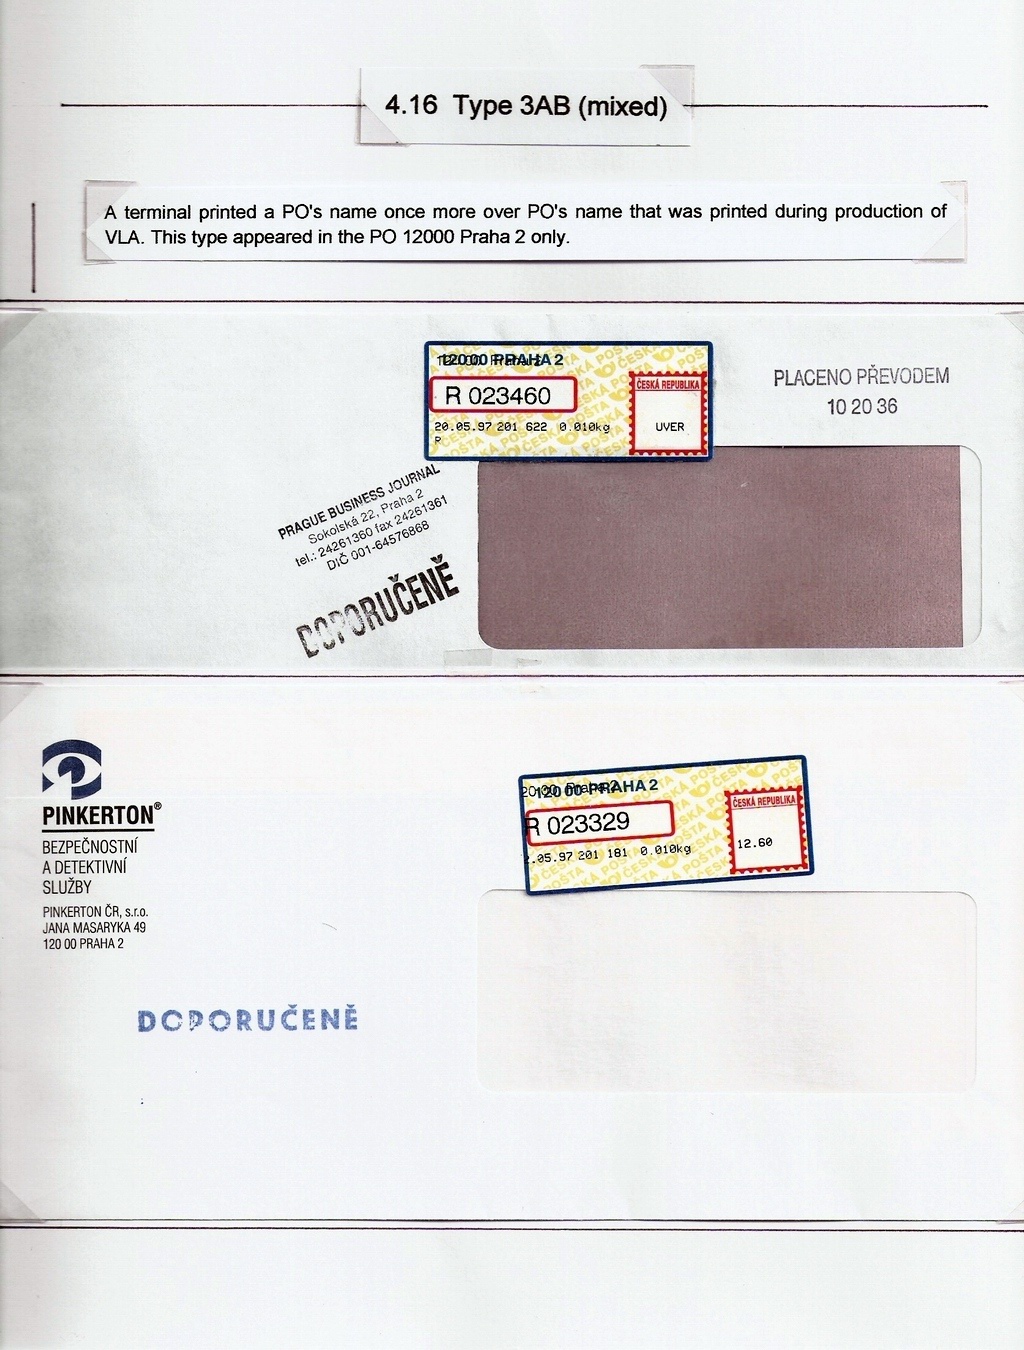 4.16 Type 3AB (mixed)
A terminal printed a PO's name once more over PO's name that was printed during production of
VLA. This type appeared in the PO 12000 Praha 2 only.
12000 PRAHA 2
R 023460
ČESKÁ REPUBLIKA
20.05.97 201 622 0.010kg
UVER
R
PLACENO PŘEVODEM
10 20 36
PRAGUE BUSINESS JOURNAL
Sokolská 22, Praha 2
tel.: 24261360 fax 24261361
DIČ 001-64576868
DOPORUČENĚ
PINKERTON®
BEZPEČNOSTNÍ
A DETEKTIVNÍ
SLUŽBY
PINKERTON ČR, s.r.o.
JANA MASARYKA 49
120 00 PRAHA 2
120 00 PRAHA 2
R 023329
ČESKÁ REPUBLIKA
.05.97 201 181 0.010kg
12.60
DOPORUČENĚ